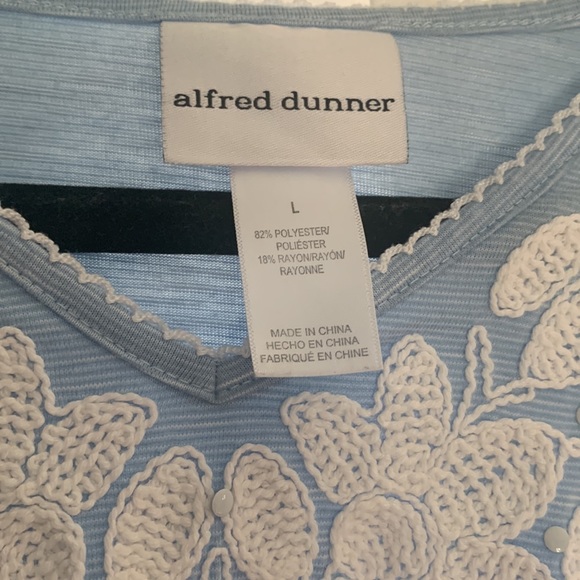 alfred dunner
L
82% POLYESTER/
POLIÉSTER
18% RAYON/RAYÓN/
RAYONNE
MADE IN CHINA
HECHO EN CHINA
FABRIQUÉ EN CHINE